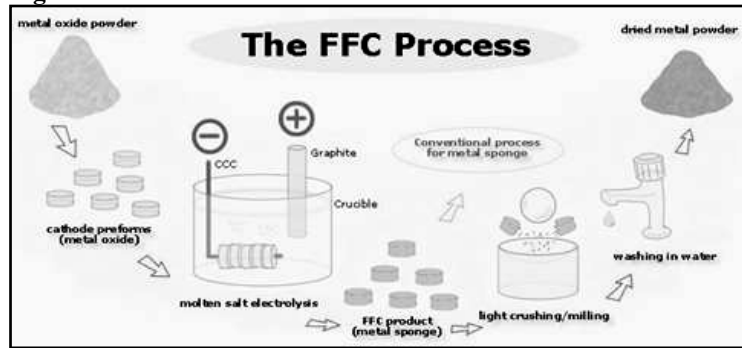 metal oxide powder
The FFC Process
dried metal powder
Graphite
CCC
Conventional process
for metal sponge
Crucible
cathode preforms
(metal oxide)
washing in water
molten salt electrolysis
FFC product
(metal sponge)
light crushing/milling